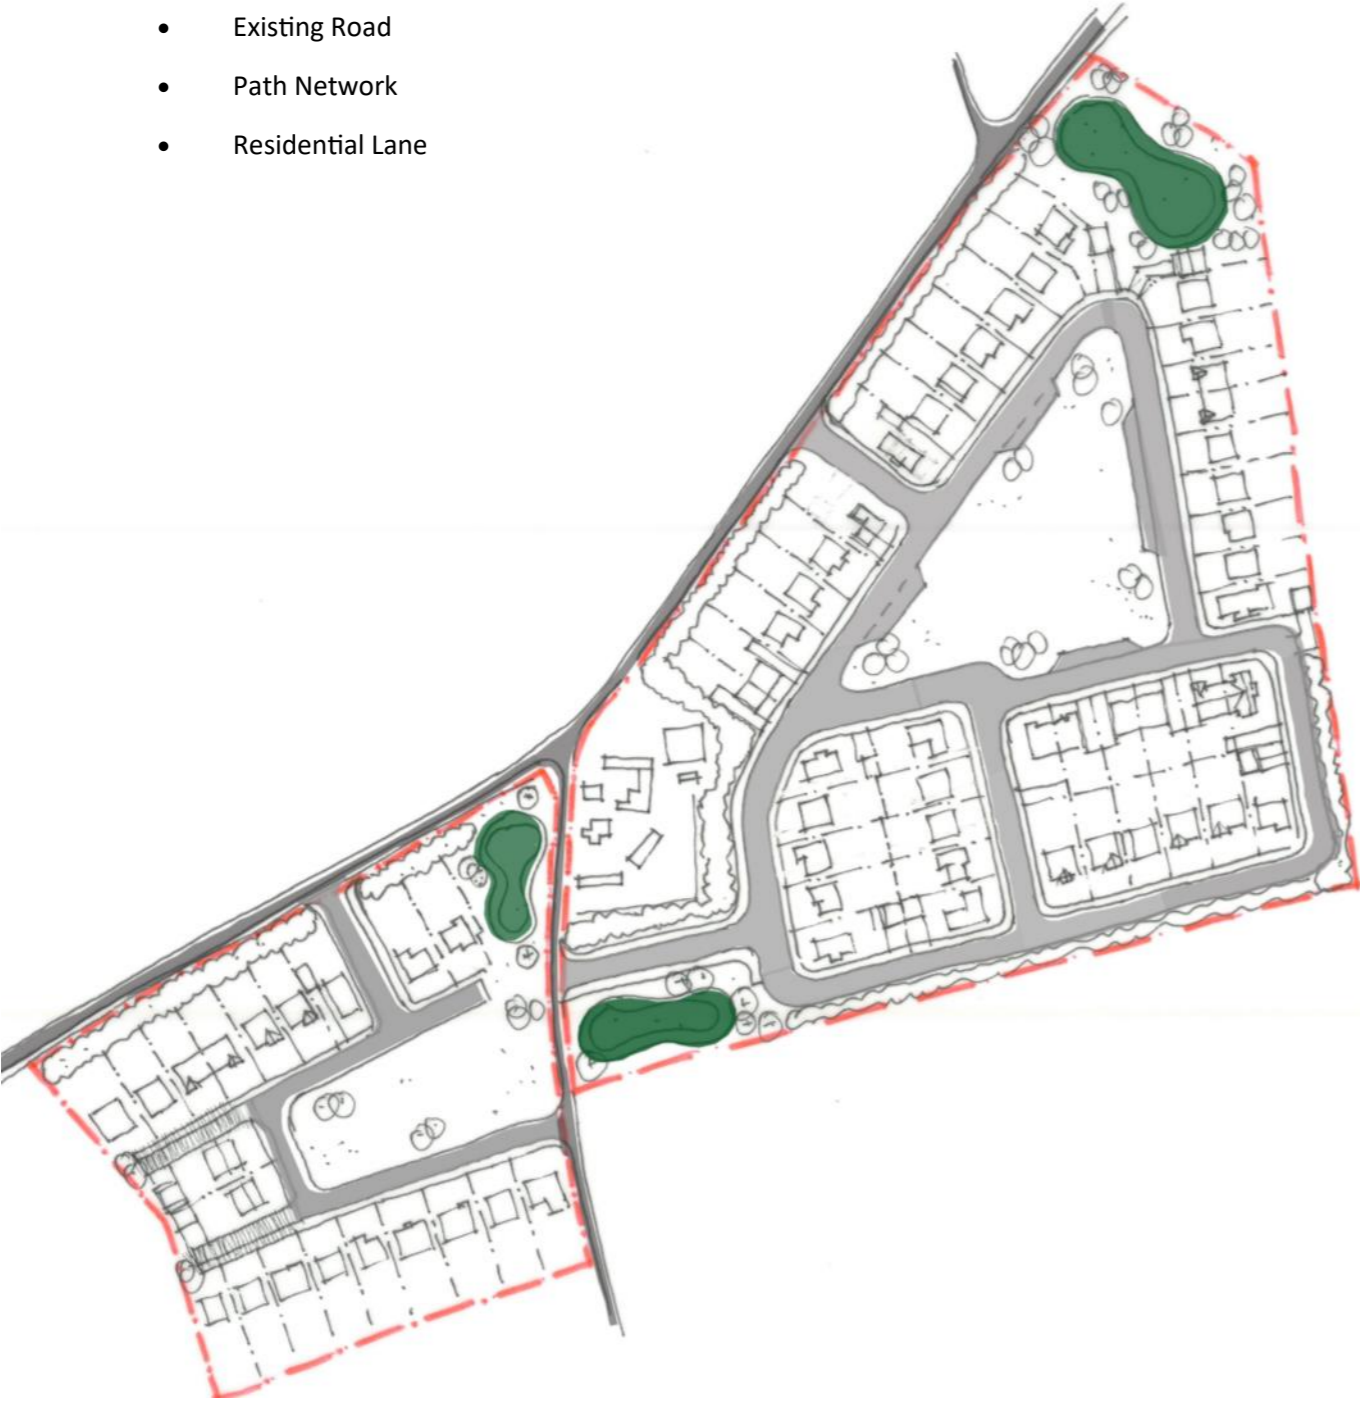 • Existing Road
• Path Network
• Residential Lane